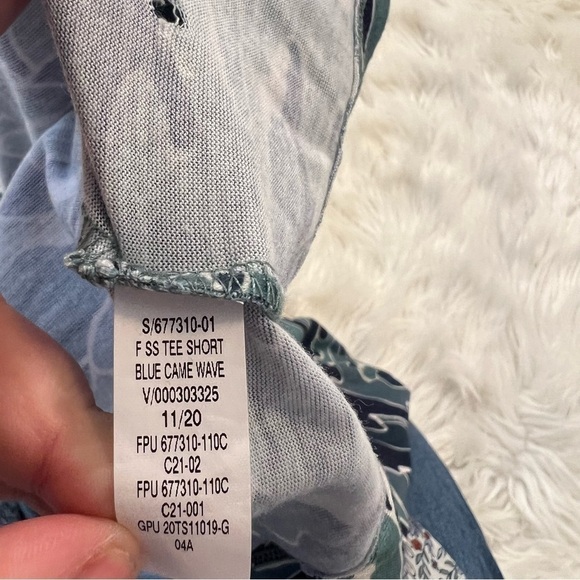 S/677310-01
F SS TEE SHORT
BLUE CAME WAVE
V/000303325
11/20
FPU 677310-110C
C21-02
FPU 677310-110C
C21-001
GPU 20TS11019-G
04A